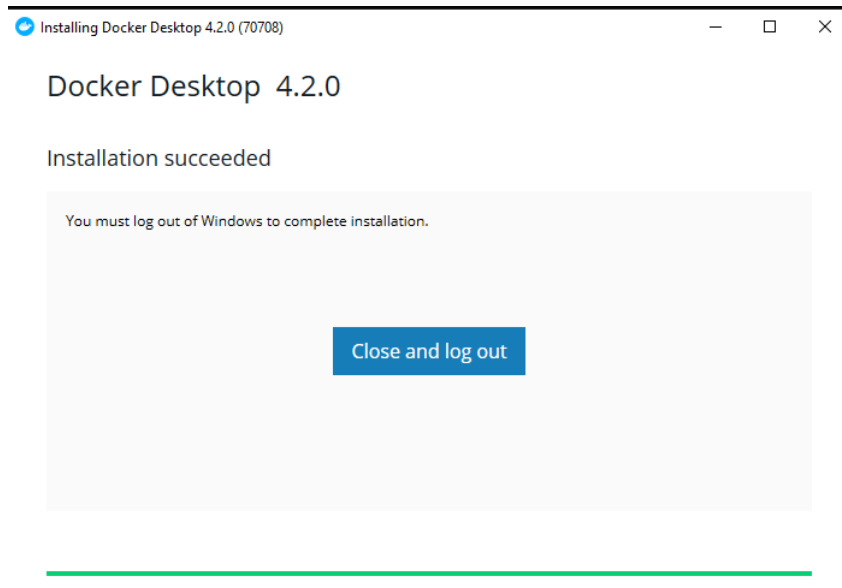 Installing Docker Desktop 4.2.0 (70708)
Docker Desktop 4.2.0
Installation succeeded
You must log out of Windows to complete installation.
Close and log out